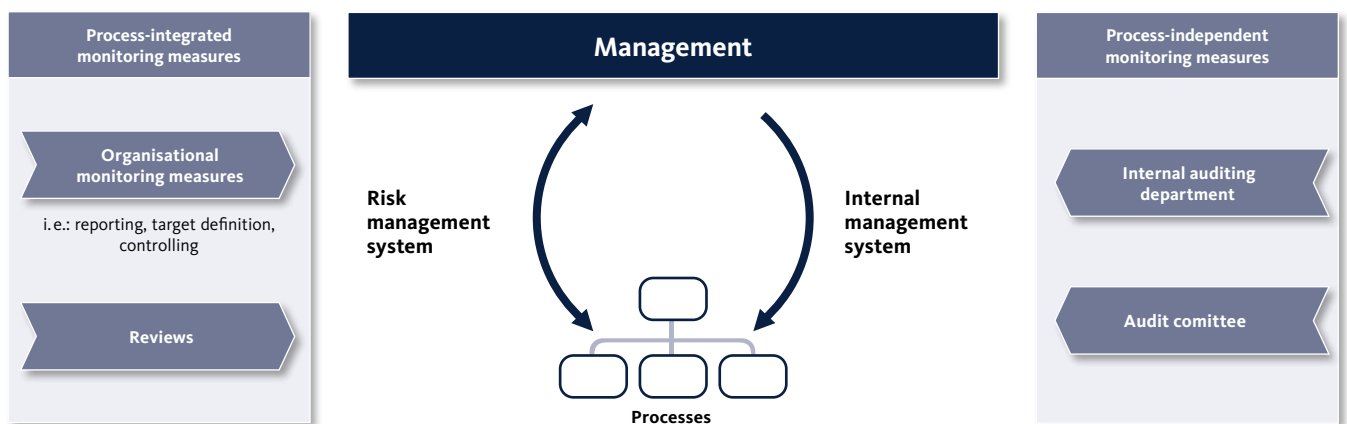 Process-integrated
monitoring measures
Organisational
monitoring measures
i. e.: reporting, target definition,
controlling
Reviews
Management
Risk
management
system
Internal
management
system
Processes
Process-independent
monitoring measures
Internal auditing
department
Audit comittee